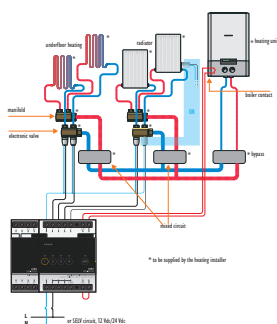 underfloor heating
radiator
* heating unit
manifold
electronic valve
boiler contact
* bypass
mixed circuit
* to be supplied by the heating installer
L
N
or SELV circuit, 12 Vdc/24 Vdc